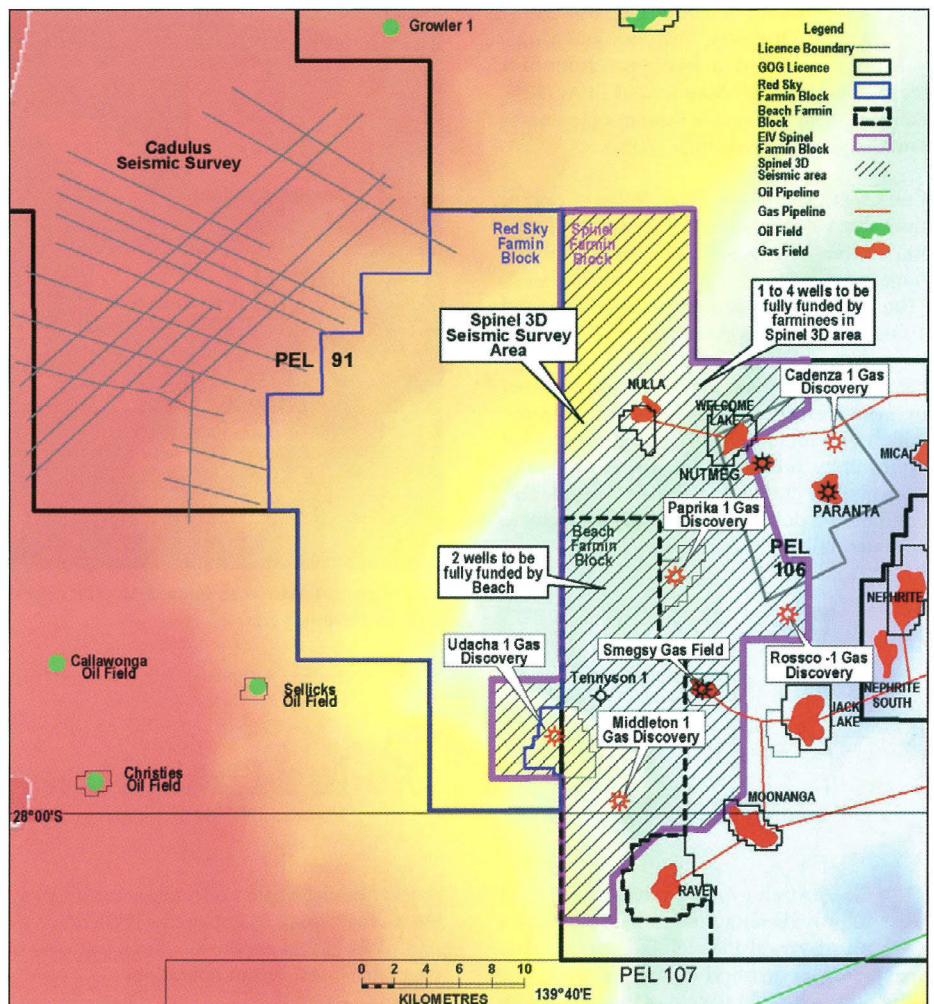 Growler 1
Legend
Licence Boundary
GOG Licence
Red Sky
Farmin Block
Beach Farmin
Block
EIV Spinel
Farmin Block
Spinel 3D
Seismic area
Oil Pipeline
Gas Pipeline
Oil Field
Gas Field
Cadulus
Seismic Survey
Red Sky
Farmin
Block
Spinel
Farmin
Block
1 to 4 wells to be
fully funded by
farminees in
Spinel 3D area
Spinel 3D
Seismic Survey
Area
PEL 91
NULLA
WELCOME
LAKE
Cadenza 1 Gas
Discovery
MICA
NUTMEG
PARANTA
Paprika 1 Gas
Discovery
Beach
Farmin
Block
PEL
106
2 wells to be
fully funded by
Beach
NEPHRITE
Udacha 1 Gas
Discovery
Smegsy Gas Field
Rossco -1 Gas
Discovery
Callawonga
Oil Field
Sellicks
Oil Field
Tennyson 1
NEPHRITE
SOUTH
JACK
LAKE
Middleton 1
Gas Discovery
Christies
Oil Field
MOONANGA
28°00'S
RAVEN
0 2 4 6 8 10
KILOMETRES
139°40'E
PEL 107